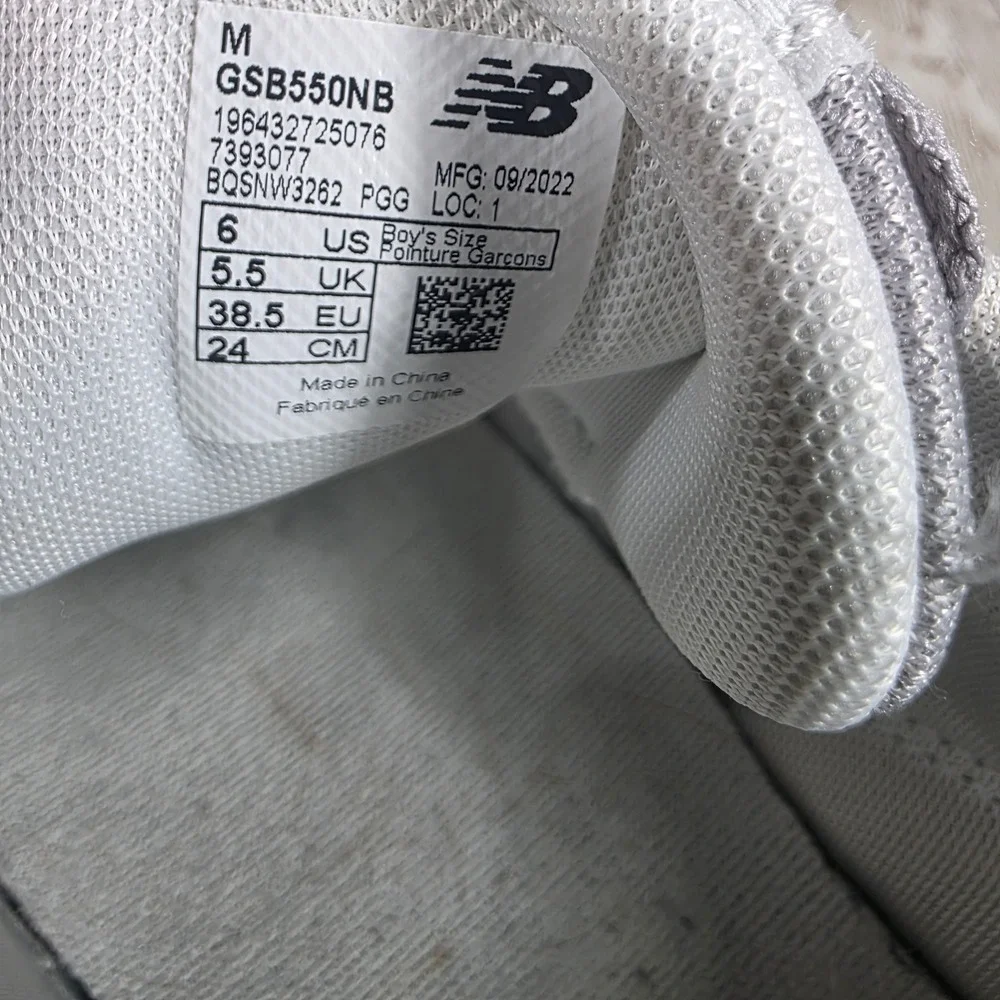 M
GSB550NB
NB
196432725076
7393077
MFG: 09/2022
BQSNW3262 PGG LOC: 1
6 US Boy's Size
Pointure Garcons
5.5 UK
38.5 EU
24 CM
Made in China
Fabriqué en Chine